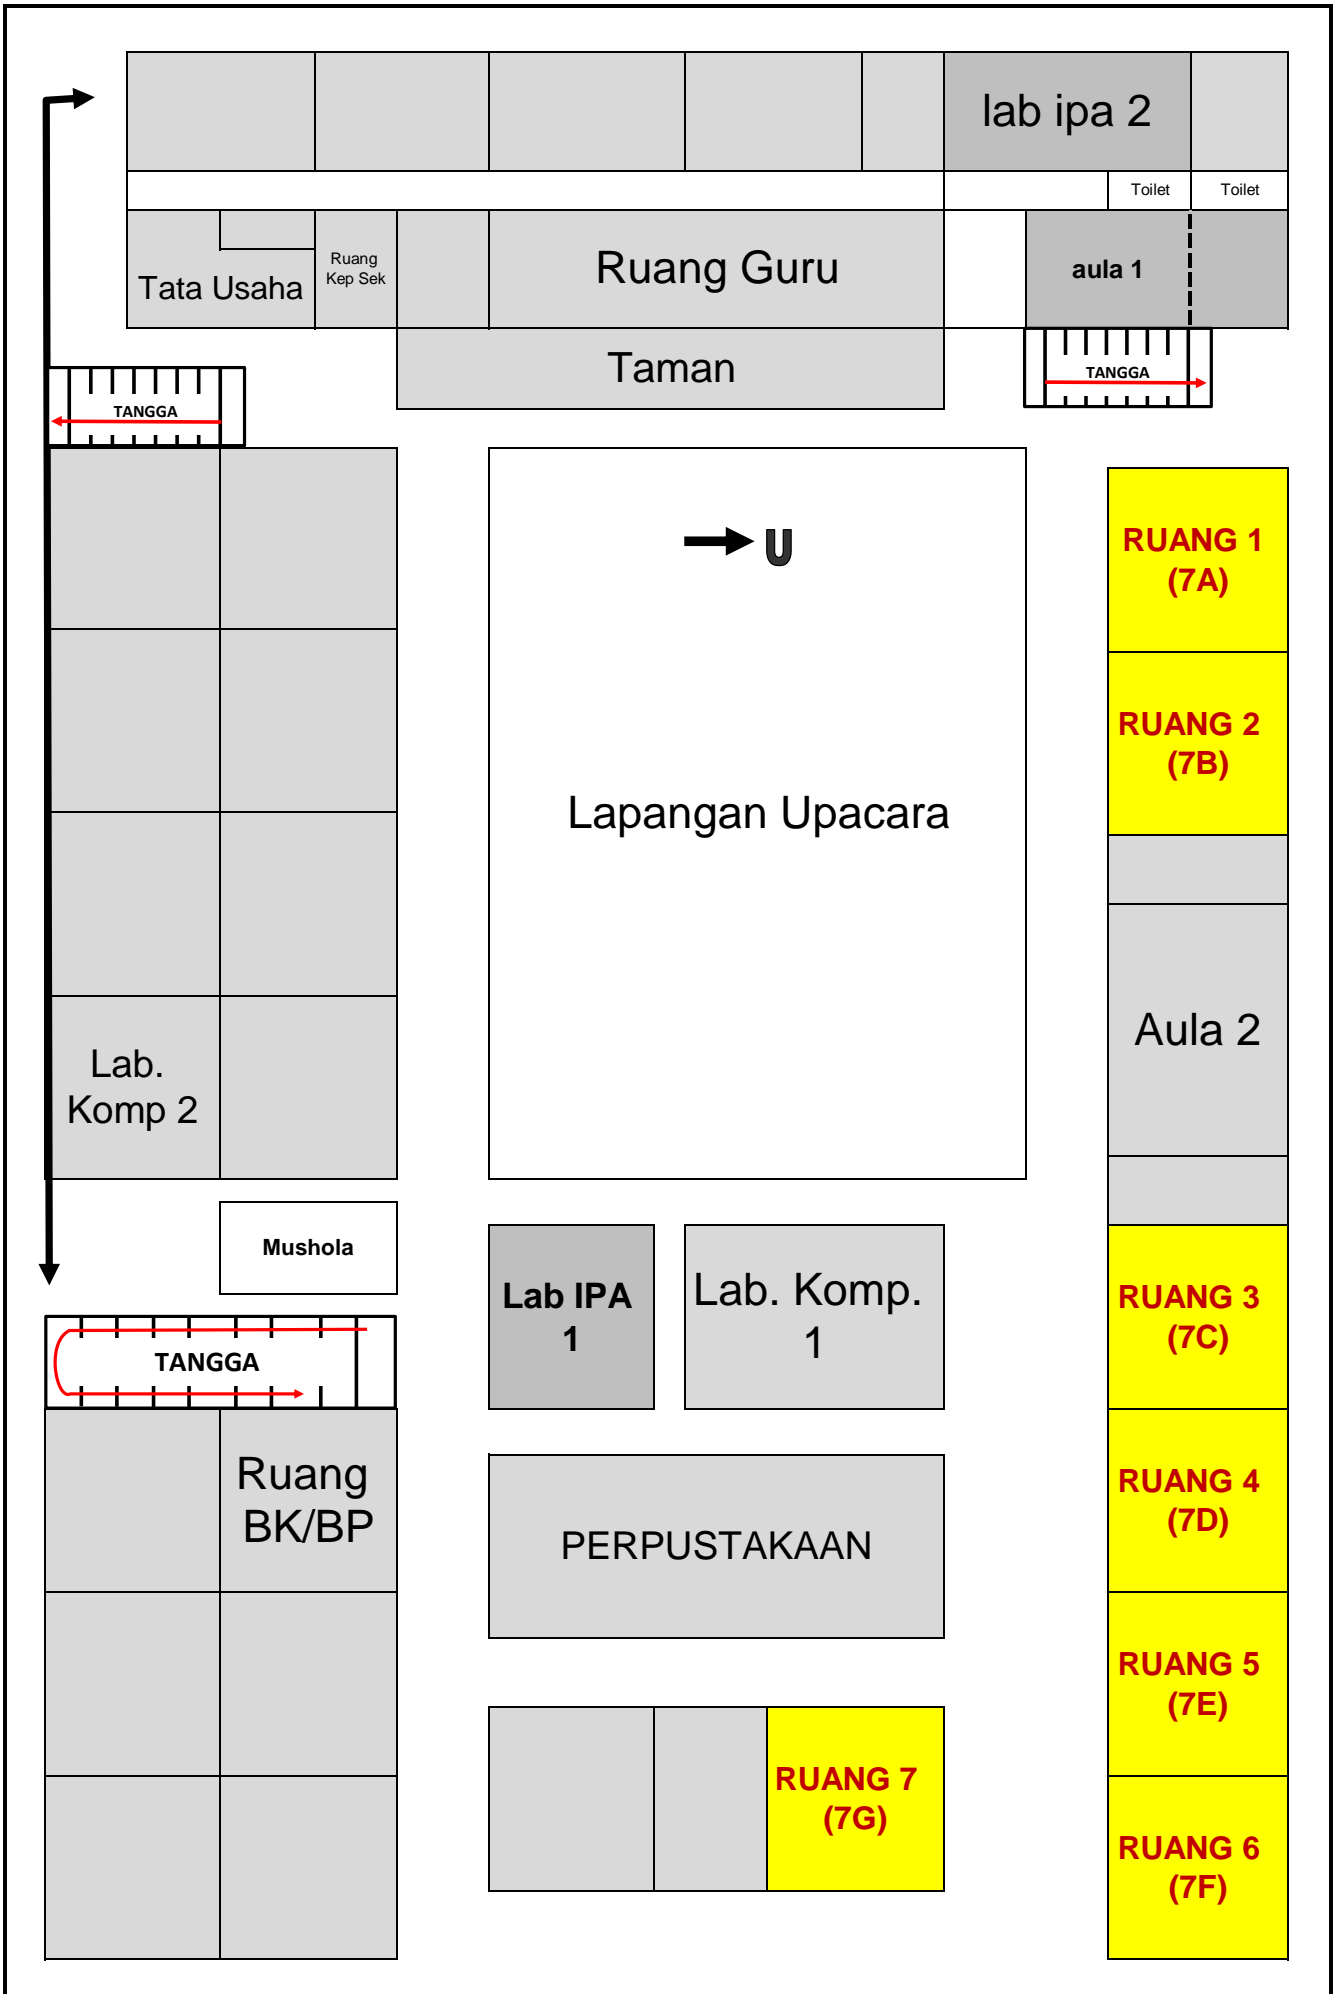 lab ipa 2
Toilet
Toilet
Tata Usaha
Ruang
Kep Sek
Ruang Guru
aula 1
Taman
TANGGA
TANGGA
U
RUANG 1
(7A)
RUANG 2
(7B)
Lapangan Upacara
Aula 2
Lab.
Komp 2
Mushola
Lab IPA
1
Lab. Komp.
1
RUANG 3
(7C)
TANGGA
Ruang
BK/BP
PERPUSTAKAAN
RUANG 4
(7D)
RUANG 5
(7E)
RUANG 7
(7G)
RUANG 6
(7F)